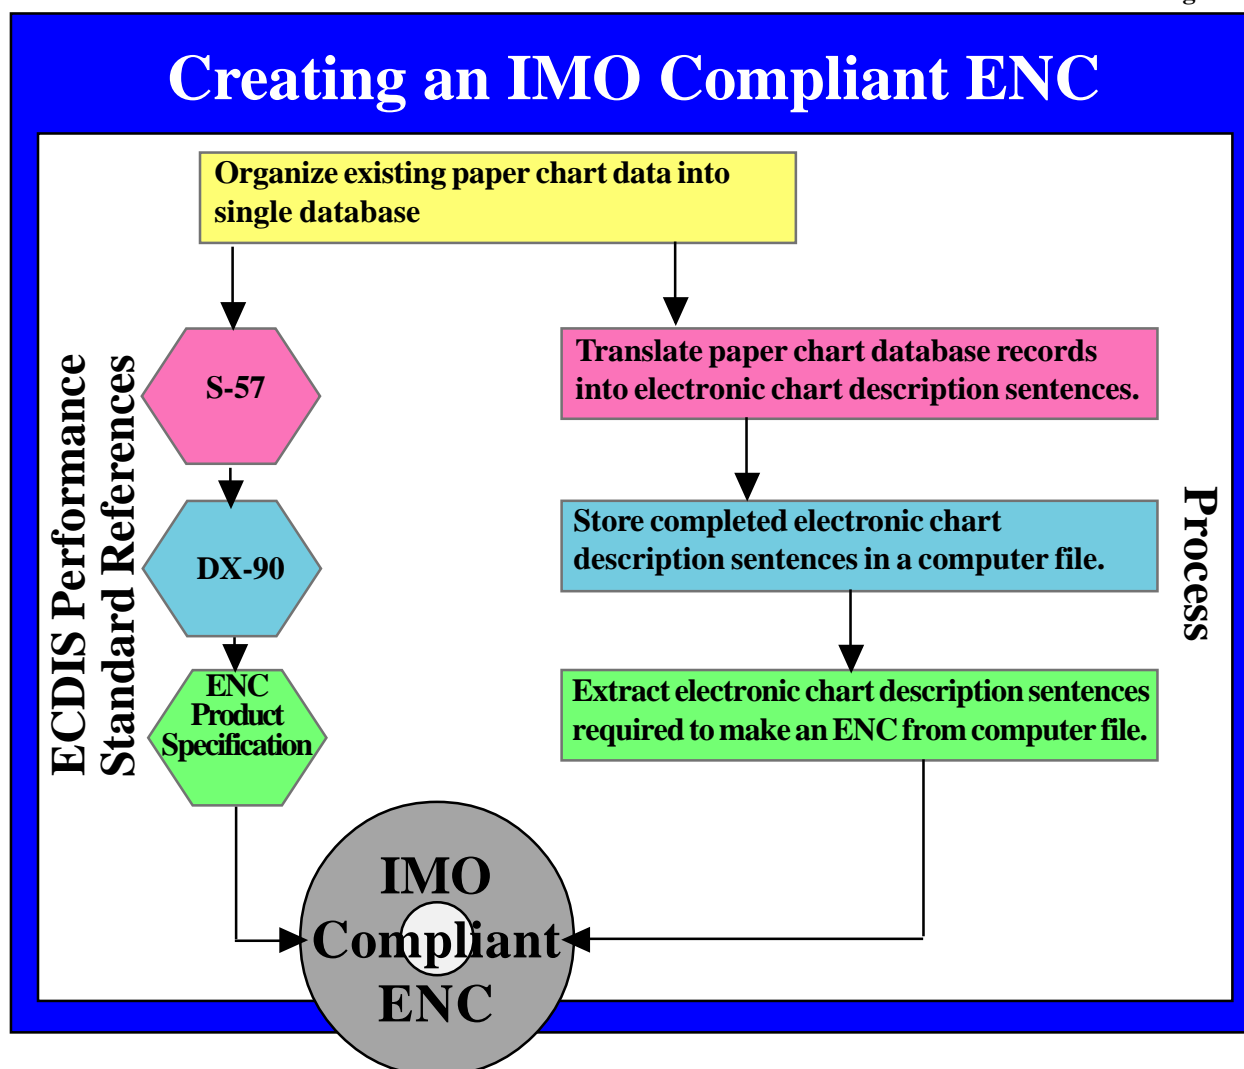 Creating an IMO Compliant ENC
Organize existing paper chart data into
single database
ECDIS Performance
Standard References
S-57
DX-90
ENC
Product
Specification
Translate paper chart database records
into electronic chart description sentences.
Store completed electronic chart
description sentences in a computer file.
Extract electronic chart description sentences
required to make an ENC from computer file.
Process
IMO
Compliant
ENC